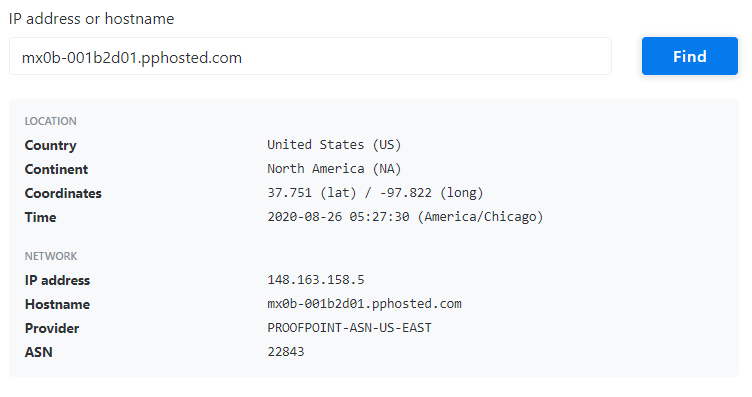 IP address or hostname
mx0b-001b2d01.pphosted.com Find
LOCATION
Country United States (US)
Continent North America (NA)
Coordinates 37.751 (lat) / -97.822 (long)
Time 2020-08-26 05:27:30 (America/Chicago)
NETWORK
IP address 148.163.158.5
Hostname mx0b-001b2d01.pphosted.com
Provider PROOFPOINT-ASN-US-EAST
ASN 22843